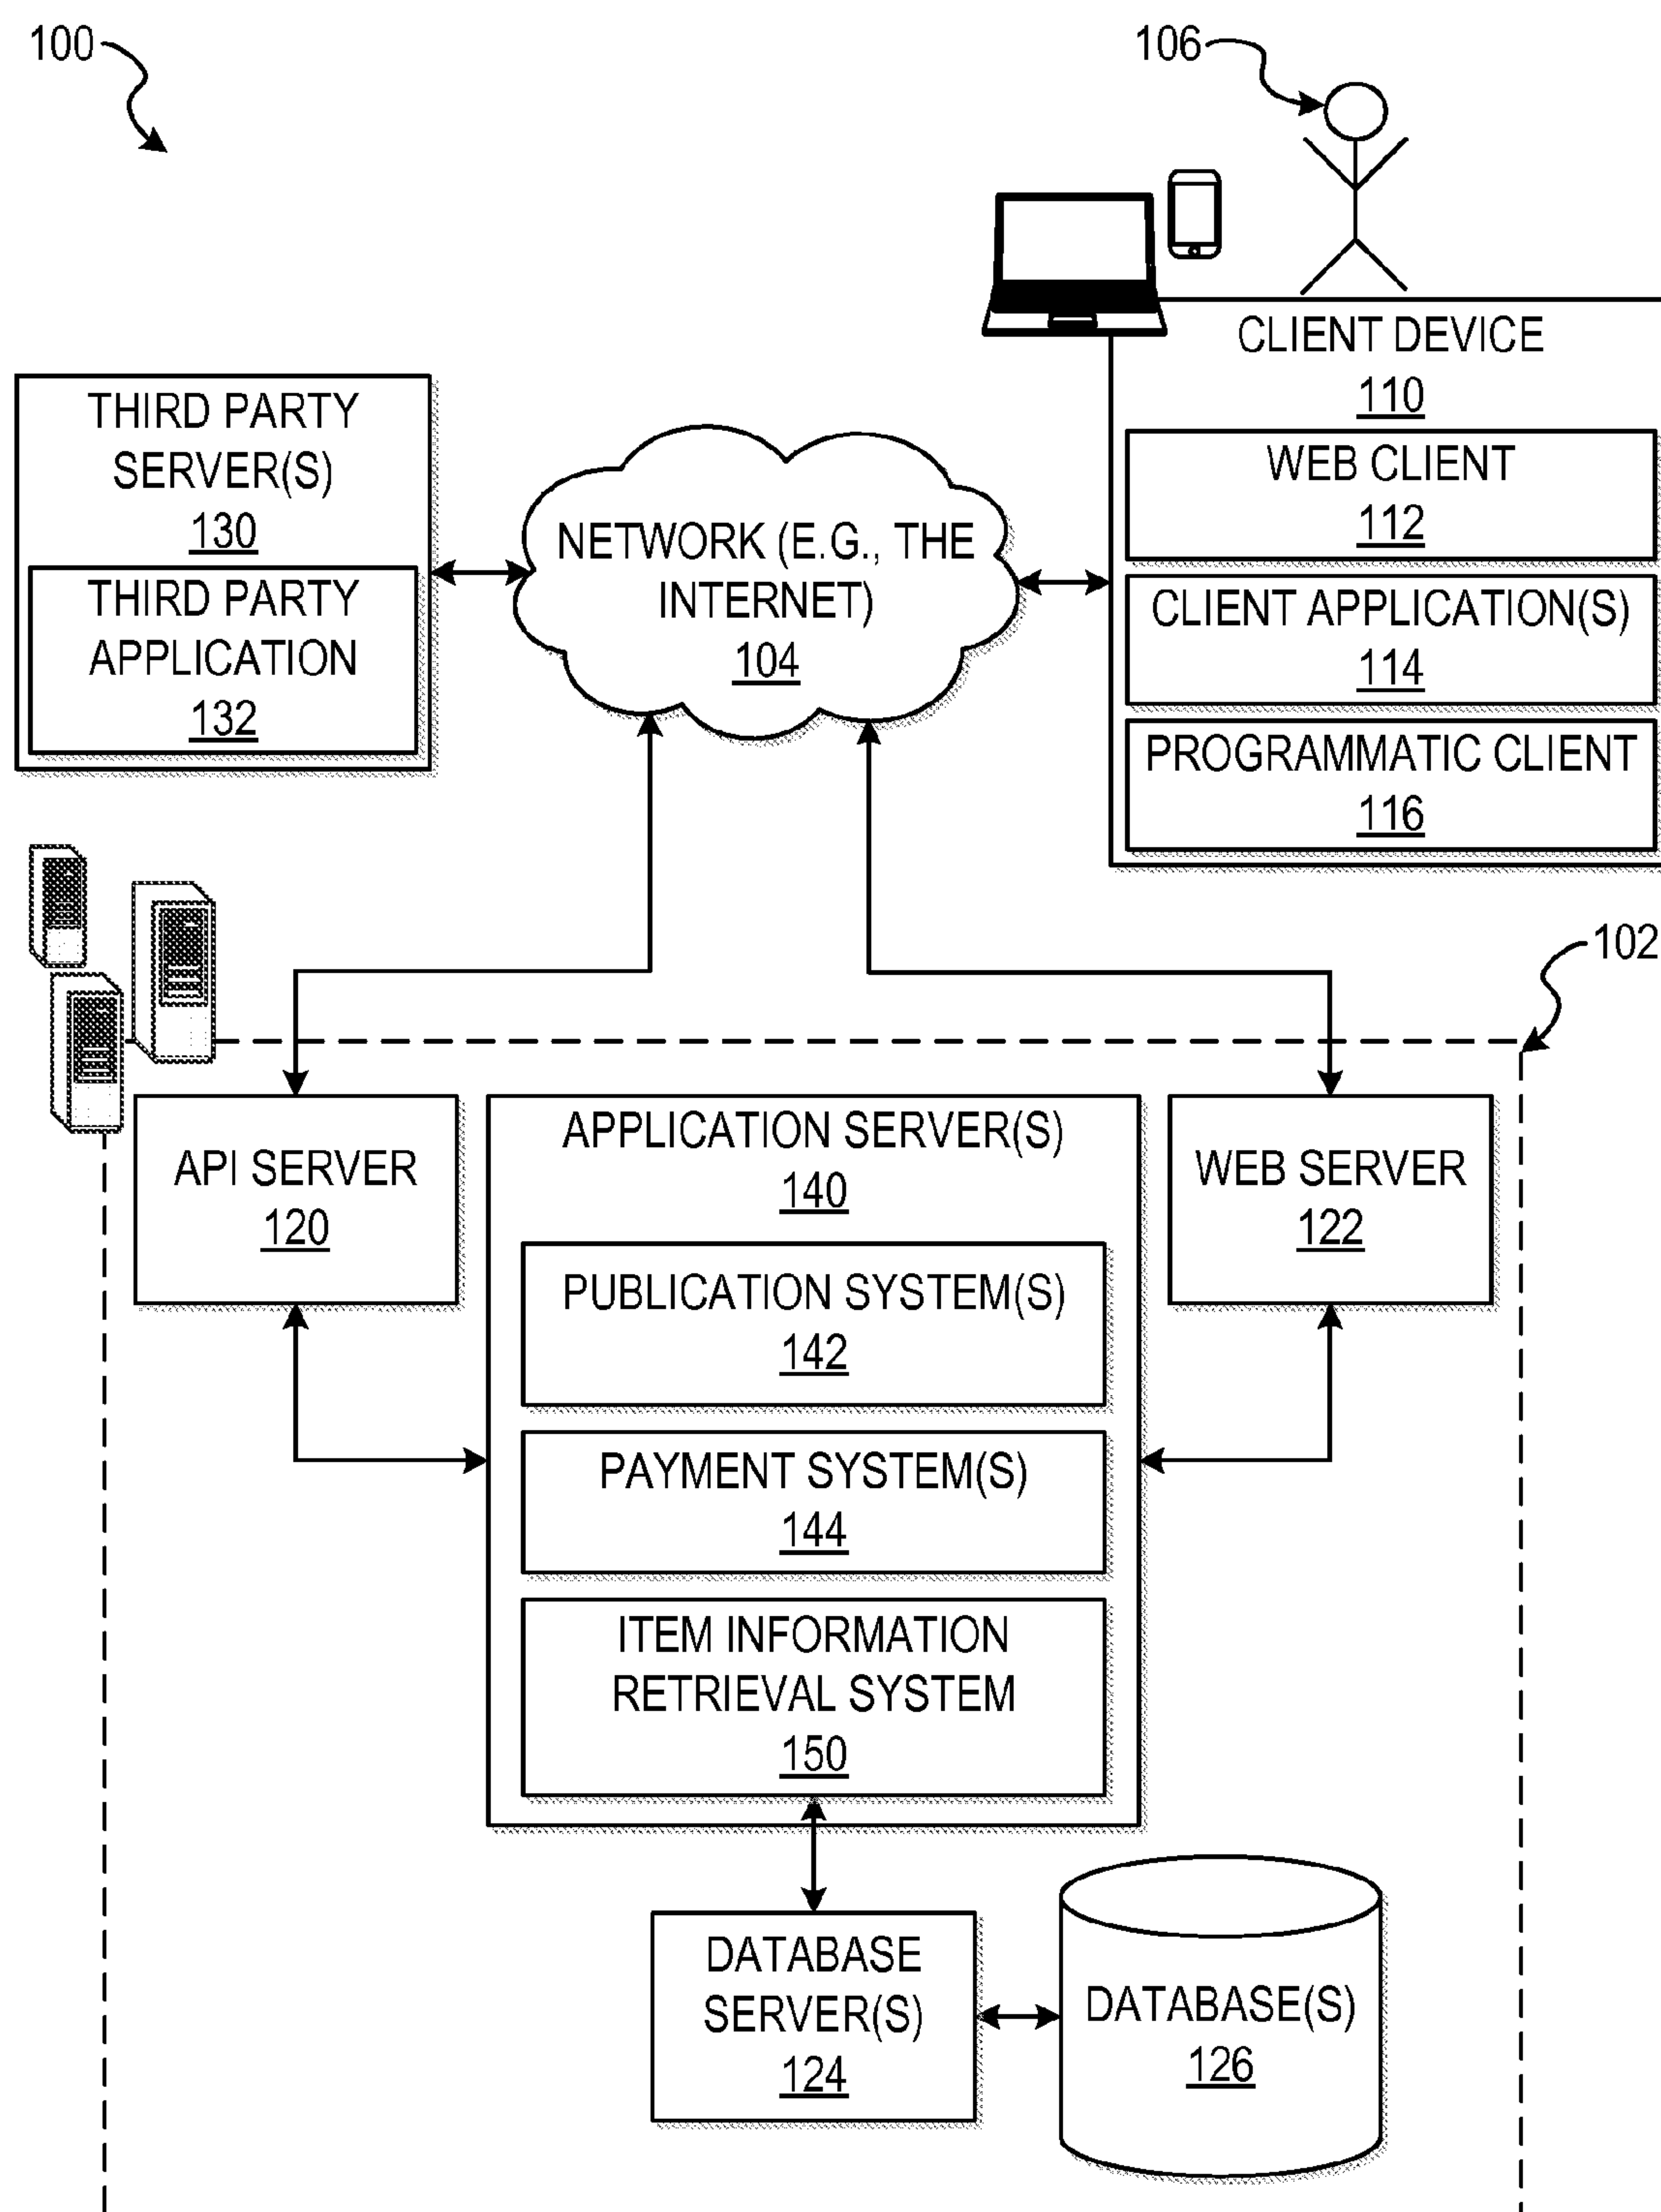 100
106
CLIENT DEVICE
110
WEB CLIENT
112
CLIENT APPLICATION(S)
114
PROGRAMMATIC CLIENT
116
THIRD PARTY
SERVER(S)
130
THIRD PARTY
APPLICATION
132
NETWORK (E.G., THE
INTERNET)
104
102
API SERVER
120
APPLICATION SERVER(S)
140
PUBLICATION SYSTEM(S)
142
PAYMENT SYSTEM(S)
144
ITEM INFORMATION
RETRIEVAL SYSTEM
150
WEB SERVER
122
DATABASE
SERVER(S)
124
DATABASE(S)
126